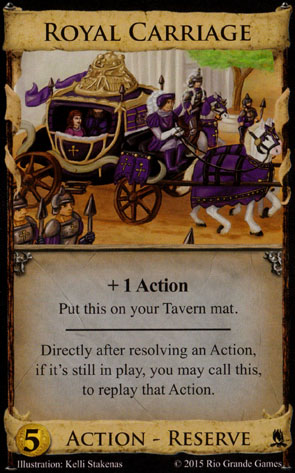 ROYAL CARRIAGE
+ 1 Action
Put this on your Tavern mat.
Directly after resolving an Action,
if it's still in play, you may call this,
to replay that Action.
5 ACTION - RESERVE
Illustration: Kelli Stakenas © 2015 Rio Grande Games